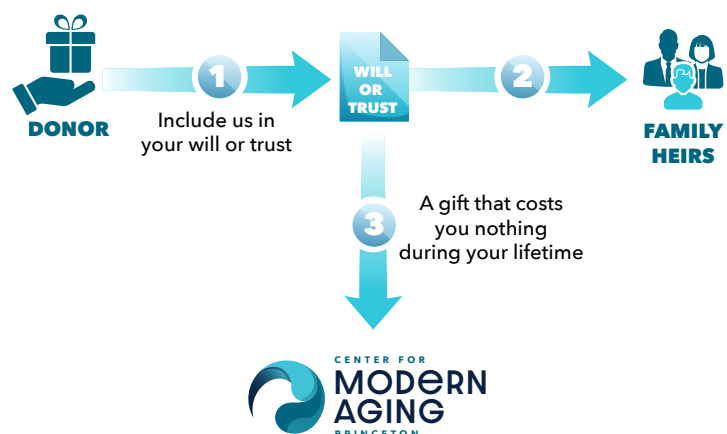 1
WILL
OR
TRUST
2
DONOR
Include us in
your will or trust
FAMILY
HEIRS
3
A gift that costs
you nothing
during your lifetime
CENTER FOR
MODERN
AGING
PRINCETON